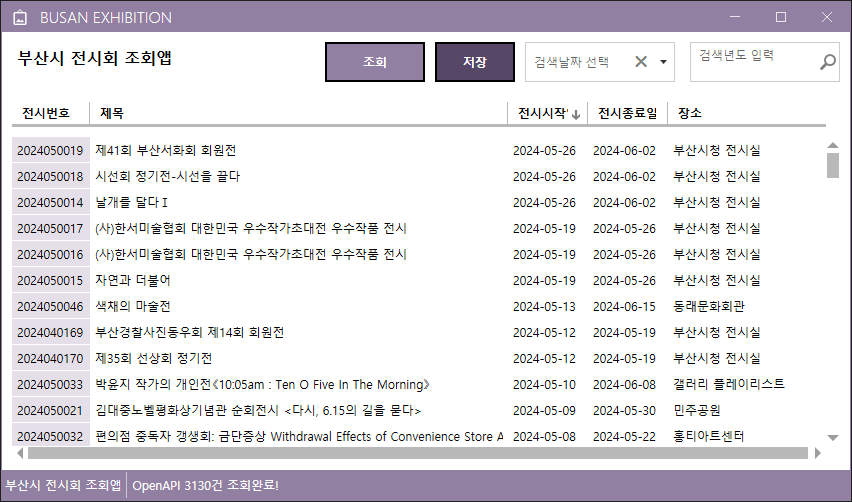 BUSAN EXHIBITION
부산시 전시회 조회앱
조회
저장
검색날짜 선택
검색년도 입력
전시번호 제목 전시시작 전시종료일 장소
2024050019 제41회 부산서화회 회원전 2024-05-26 2024-06-02 부산시청 전시실
2024050018 시선회 정기전-시선을 끌다 2024-05-26 2024-06-02 부산시청 전시실
2024050014 날개를 달다 I 2024-05-26 2024-06-02 부산시청 전시실
2024050017 (사)한서미술협회 대한민국 우수작가초대전 우수작품 전시 2024-05-19 2024-05-26 부산시청 전시실
2024050016 (사)한서미술협회 대한민국 우수작가초대전 우수작품 전시 2024-05-19 2024-05-26 부산시청 전시실
2024050015 자연과 더불어 2024-05-19 2024-05-26 부산시청 전시실
2024050046 색채의 마술전 2024-05-13 2024-06-15 동래문화회관
2024040169 부산경찰사진동우회 제14회 회원전 2024-05-12 2024-05-19 부산시청 전시실
2024040170 제35회 선상회 정기전 2024-05-12 2024-05-19 부산시청 전시실
2024050033 박윤지 작가의 개인전《10:05am : Ten O Five In The Morning》 2024-05-10 2024-06-08 갤러리 플레이리스트
2024050021 김대중노벨평화상기념관 순회전시 <다시, 6.15의 길을 묻다> 2024-05-09 2024-05-30 민주공원
2024050032 편의점 중독자 갱생회: 금단증상 Withdrawal Effects of Convenience Store A 2024-05-08 2024-05-22 홍티아트센터
부산시 전시회 조회앱 OpenAPI 3130건 조회완료!